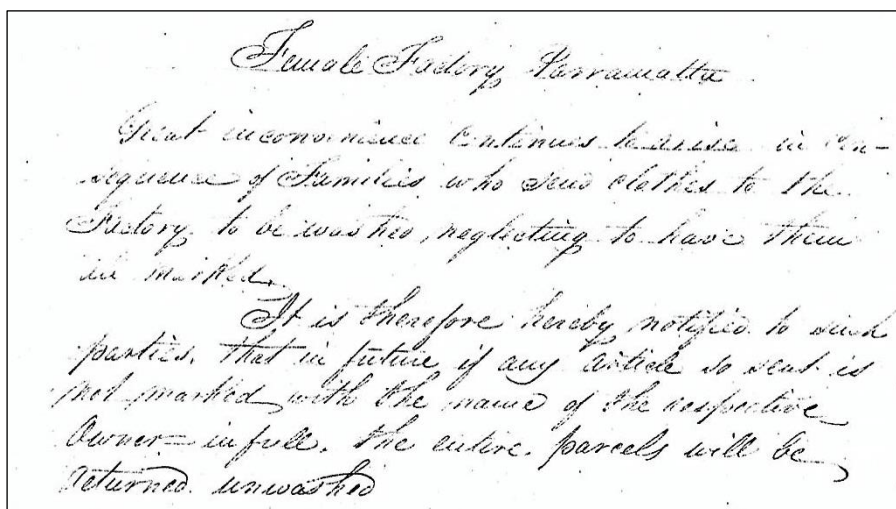 Female Factory Parramatta
Great inconvenience continues to arise in con-
sequence of Families who send clothes to the
Factory to be washed, neglecting to have them
marked.
It is therefore hereby notified to such
parties, that in future if any article so sent is
not marked with the name of the respective
Owner in full, the entire parcels will be
returned unwashed